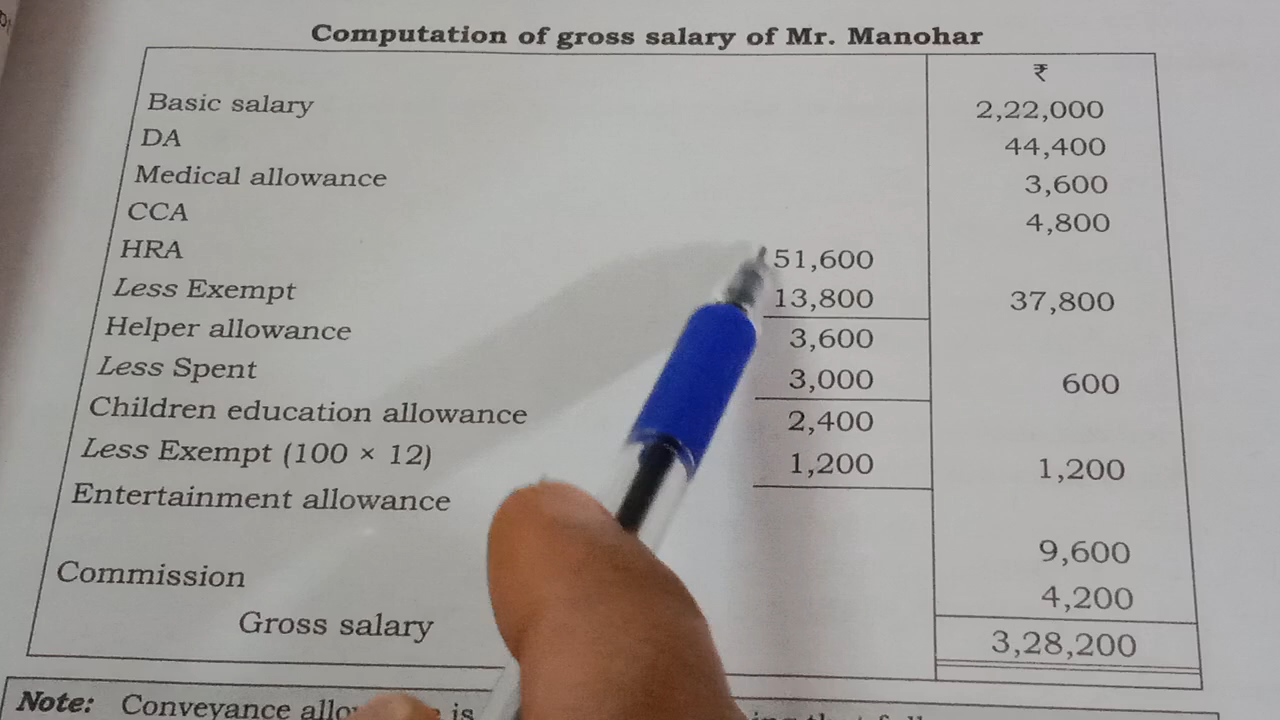 Computation of gross salary of Mr. Manohar
₹
Basic salary 2,22,000
DA 44,400
Medical allowance 3,600
CCA 4,800
HRA 51,600
Less Exempt 13,800 37,800
Helper allowance 3,600
Less Spent 3,000 600
Children education allowance 2,400
Less Exempt (100 × 12) 1,200 1,200
Entertainment allowance
9,600
Commission 4,200
Gross salary 3,28,200
Note: Conveyance is